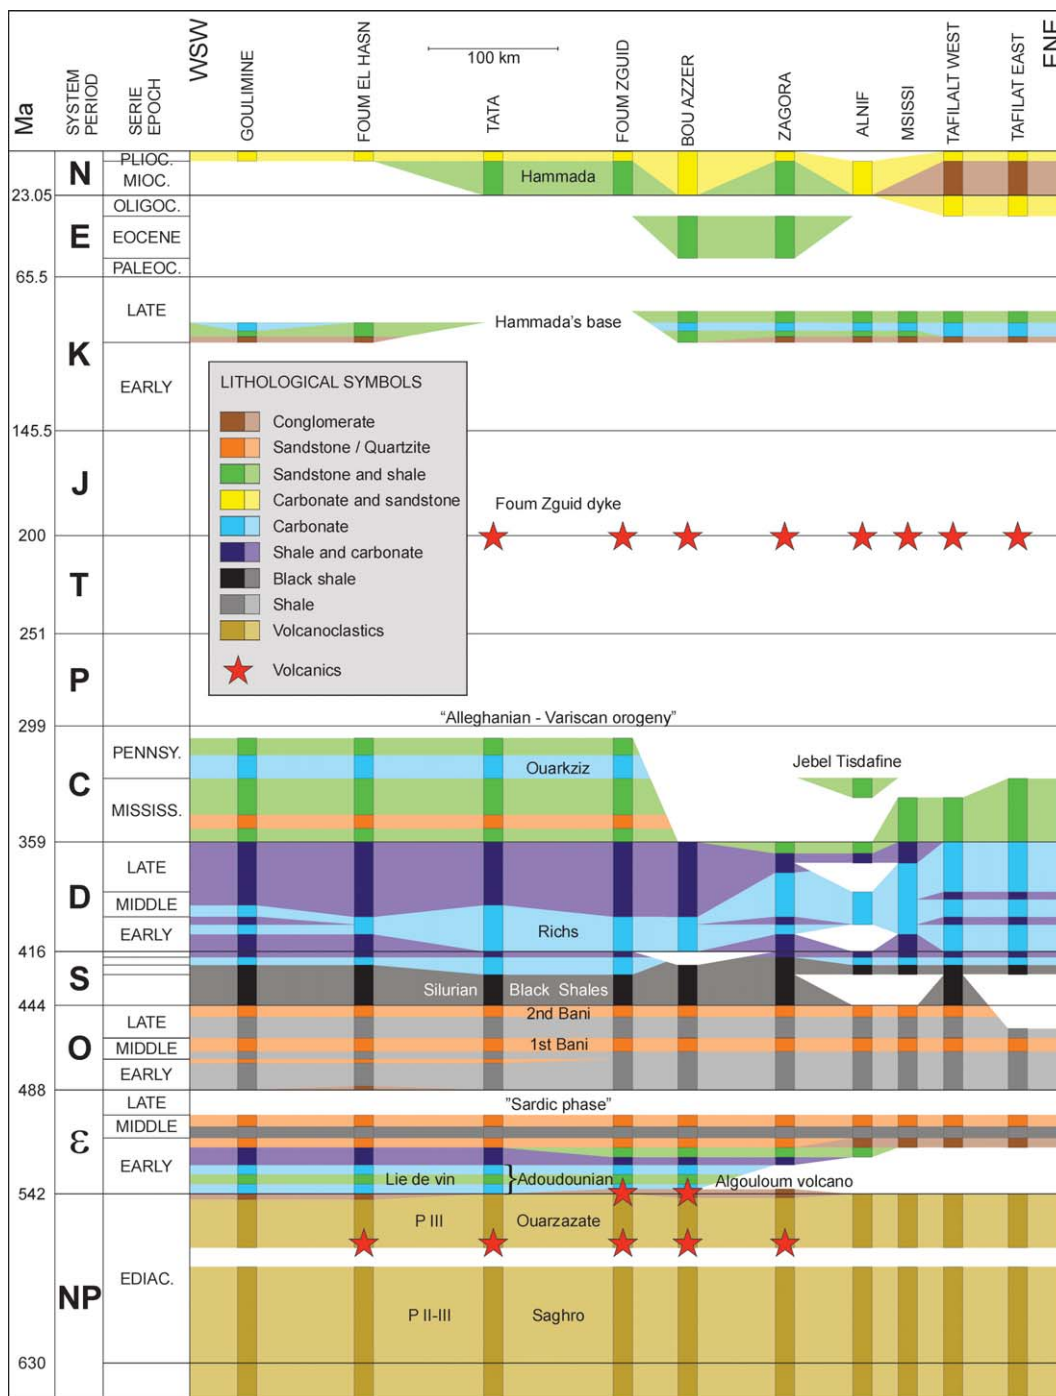 WSW
ENE
100 km
Ma
SYSTEM
PERIOD
SERIE
EPOCH
GOULIMINE
FOUM EL HASN
TATA
FOUM ZGUID
BOU AZZER
ZAGORA
ALNIF
MSISSI
TAFILALT WEST
TAFILAT EAST
N
PLIOC.
MIOC.
Hammada
23.05
E
OLIGOC.
EOCENE
PALEOC.
65.5
K
LATE
Hammada's base
EARLY
LITHOLOGICAL SYMBOLS
Conglomerate
Sandstone / Quartzite
Sandstone and shale
Carbonate and sandstone
Carbonate
Shale and carbonate
Black shale
Shale
Volcanoclastics
Volcanics
145.5
J
Foum Zguid dyke
200
T
251
P
299
"Alleghanian - Variscan orogeny"
C
PENNSY.
Ouarkziz
Jebel Tisdafine
MISSISS.
359
D
LATE
MIDDLE
EARLY
Richs
416
S
Silurian Black Shales
444
O
LATE
2nd Bani
MIDDLE
1st Bani
EARLY
488
Ɛ
LATE
"Sardic phase"
MIDDLE
EARLY
Lie de vin
} Adoudounian
Algouloum volcano
542
P III
Ouarzazate
NP
EDIAC.
P II-III
Saghro
630